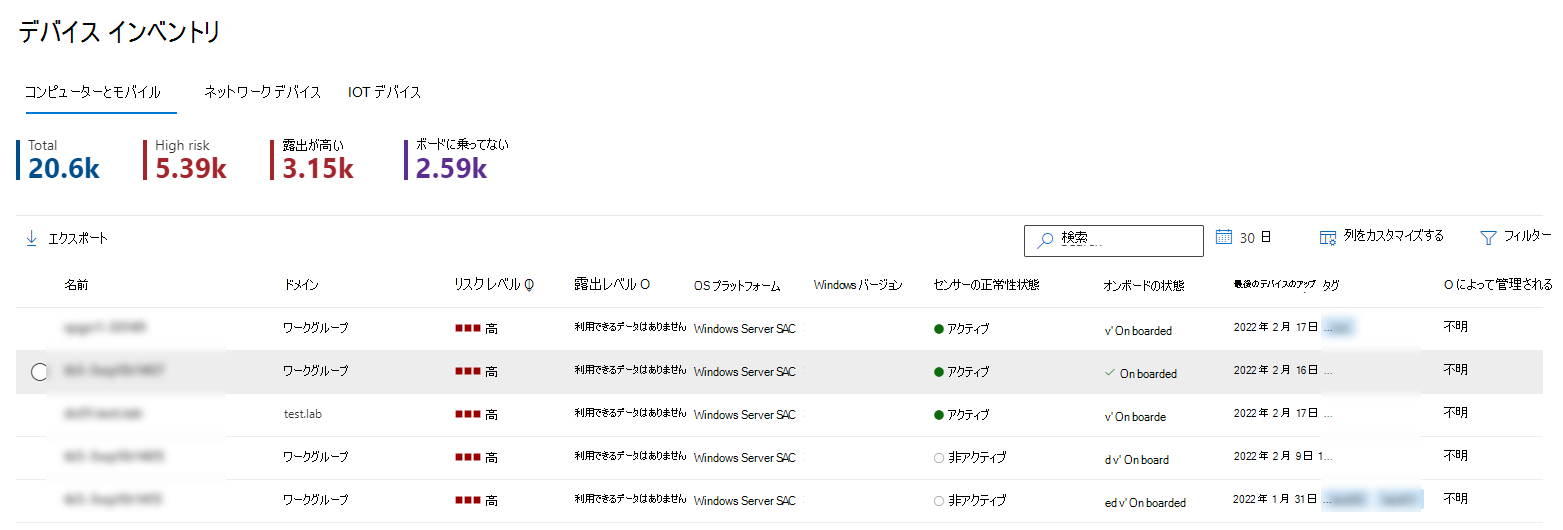 デバイス インベントリ
コンピューターとモバイル ネットワーク デバイス IOT デバイス
Total High risk 露出が高い ボードに乗ってない
20.6k 5.39k 3.15k 2.59k
エクスポート 検索 30 日 列をカスタマイズする フィルター
名前 ドメイン リスク レベル 露出レベル O OS プラットフォーム Windows バージョン センサーの正常性状態 オンボードの状態 最後のデバイスのアップ タグ O によって管理される
ワークグループ 高 利用できるデータはありません Windows Server SAC アクティブ v' On boarded 2022 年 2 月 17日 ... 不明
ワークグループ 高 利用できるデータはありません Windows Server SAC アクティブ On boarded 2022 年 2 月 16日 ... 不明
test.lab 高 利用できるデータはありません Windows Server SAC アクティブ v' On boarde 2022 年 2 月 17日 ... 不明
ワークグループ 高 利用できるデータはありません Windows Server SAC 非アクティブ d v' On board 2022 年 2 月 9日 1... 不明
ワークグループ 高 利用できるデータはありません Windows Server SAC 非アクティブ ed v' On boarded 2022 年 1 月 31日 ... 不明